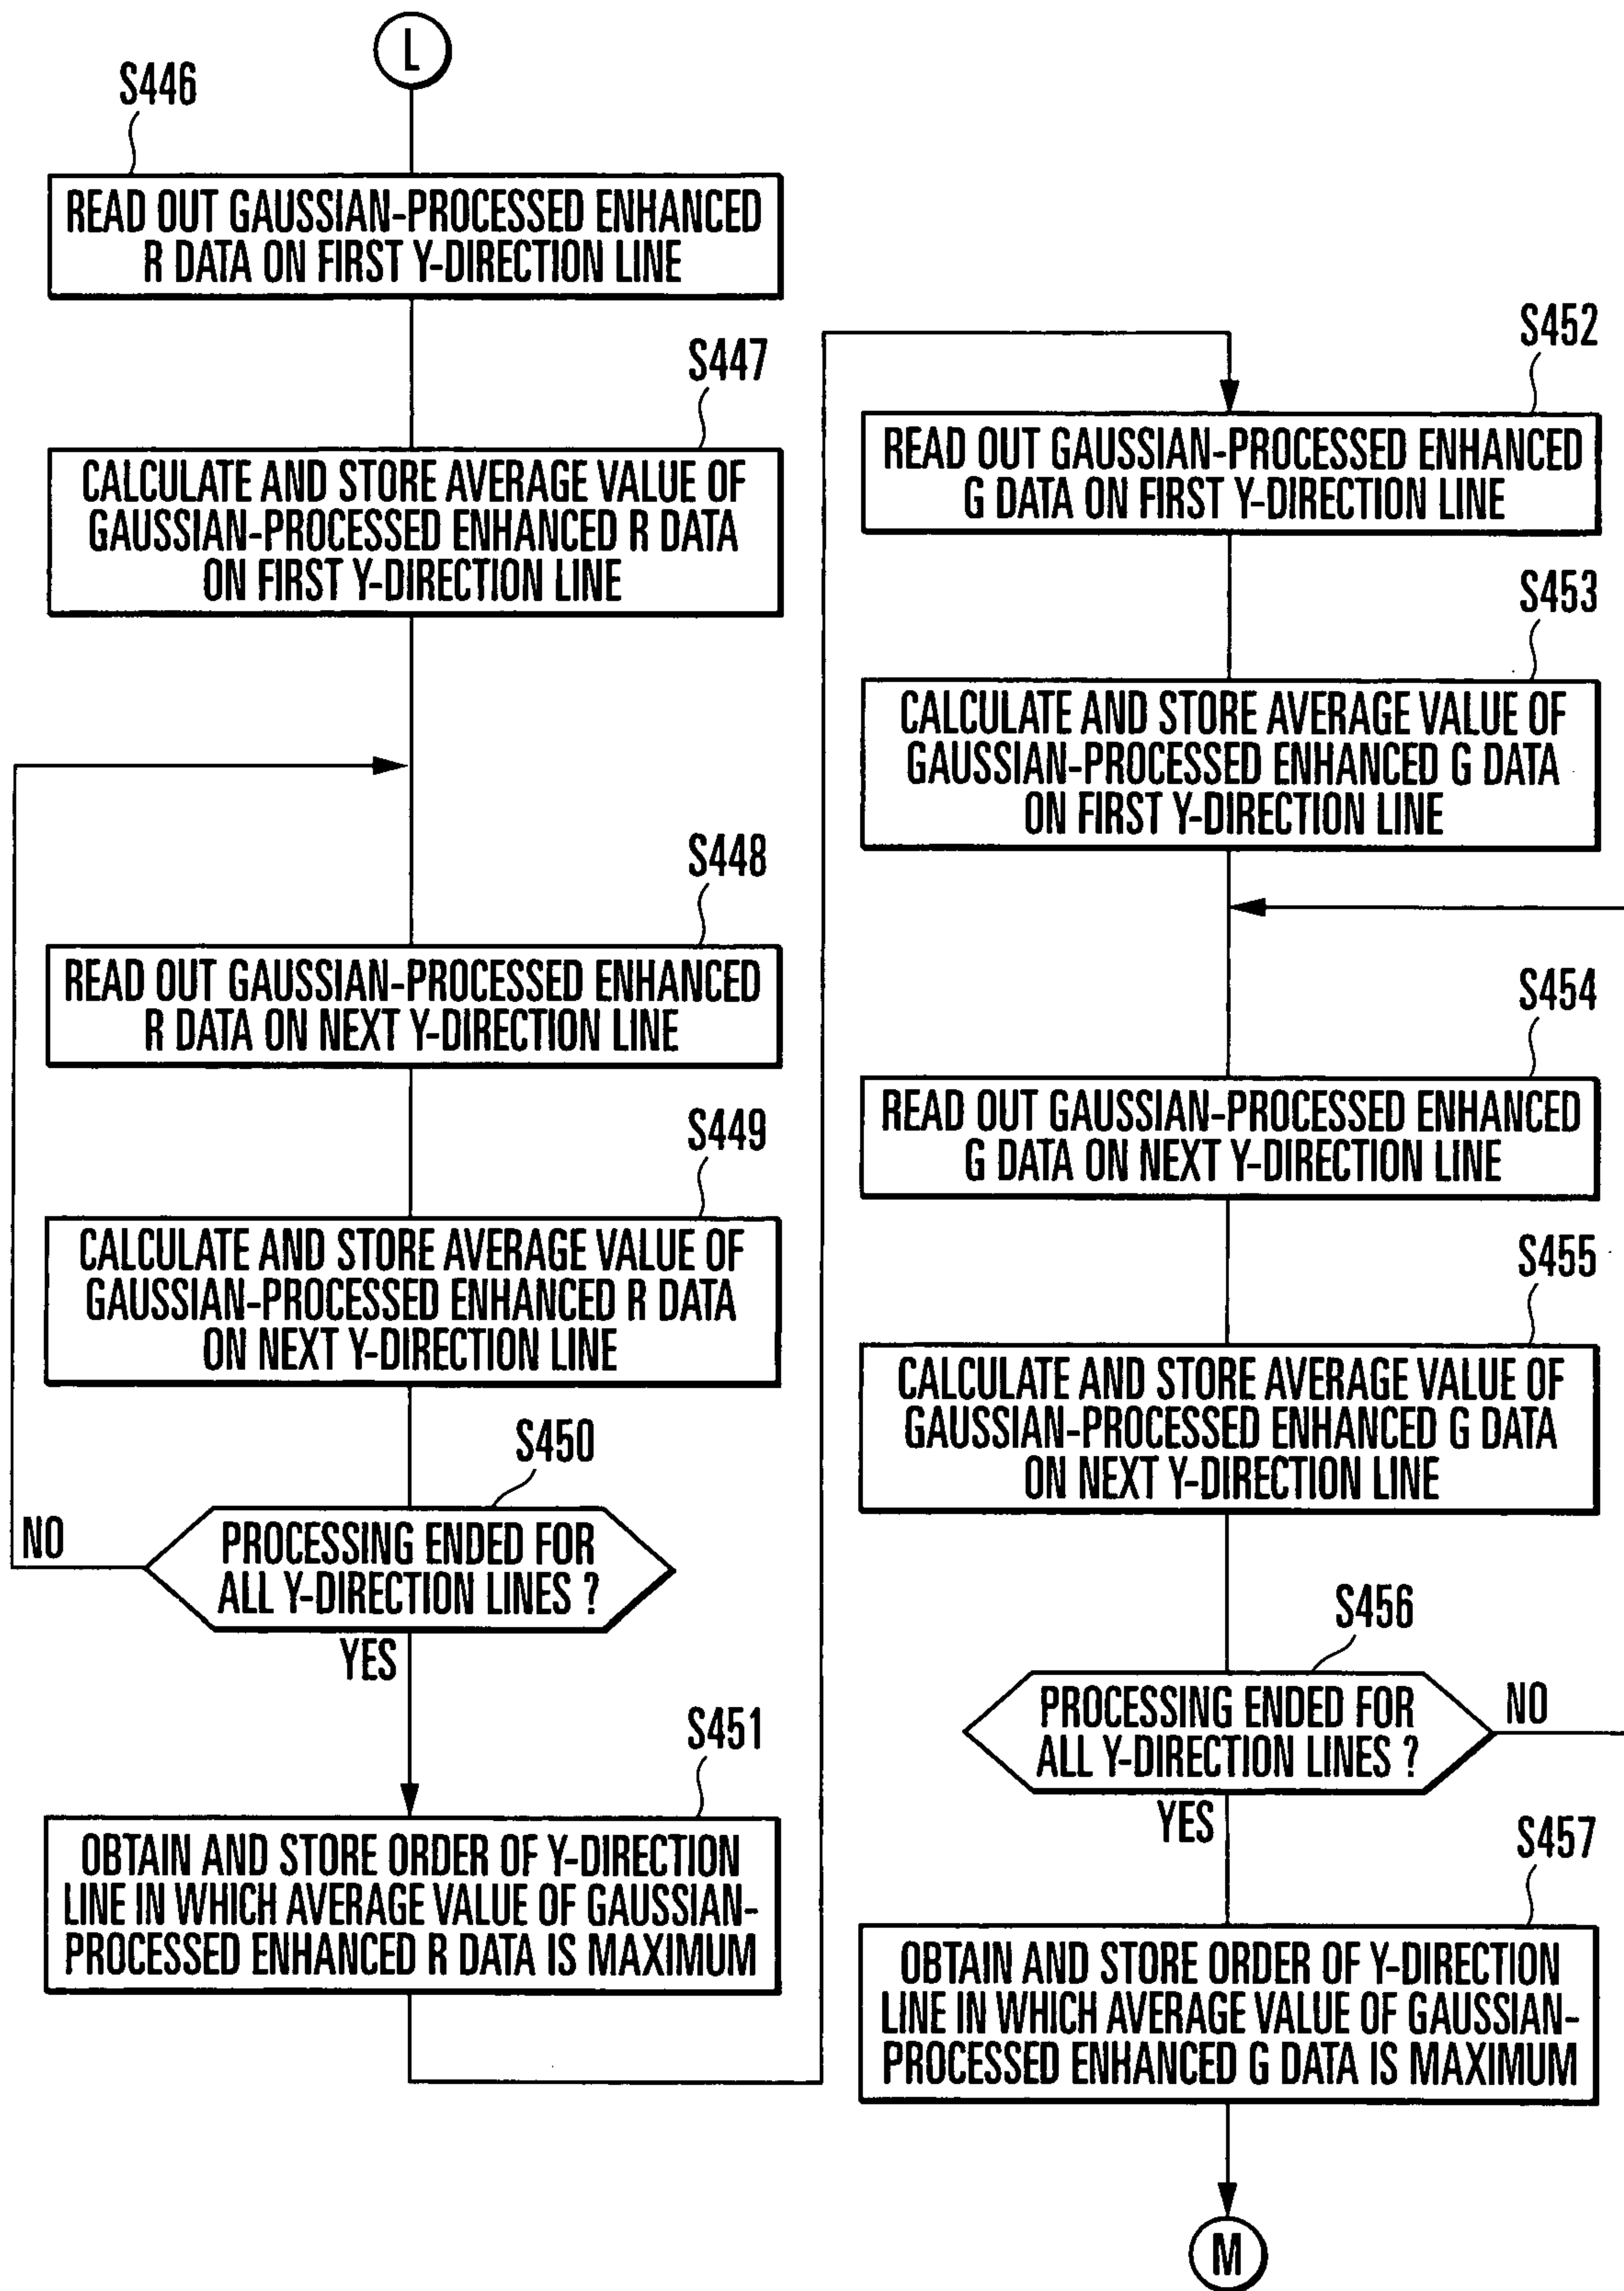 L
S446
READ OUT GAUSSIAN-PROCESSED ENHANCED
R DATA ON FIRST Y-DIRECTION LINE
S447
CALCULATE AND STORE AVERAGE VALUE OF
GAUSSIAN-PROCESSED ENHANCED R DATA
ON FIRST Y-DIRECTION LINE
S448
READ OUT GAUSSIAN-PROCESSED ENHANCED
R DATA ON NEXT Y-DIRECTION LINE
S449
CALCULATE AND STORE AVERAGE VALUE OF
GAUSSIAN-PROCESSED ENHANCED R DATA
ON NEXT Y-DIRECTION LINE
S450
NO
PROCESSING ENDED FOR
ALL Y-DIRECTION LINES ?
YES
S451
OBTAIN AND STORE ORDER OF Y-DIRECTION
LINE IN WHICH AVERAGE VALUE OF GAUSSIAN-
PROCESSED ENHANCED R DATA IS MAXIMUM
S452
READ OUT GAUSSIAN-PROCESSED ENHANCED
G DATA ON FIRST Y-DIRECTION LINE
S453
CALCULATE AND STORE AVERAGE VALUE OF
GAUSSIAN-PROCESSED ENHANCED G DATA
ON FIRST Y-DIRECTION LINE
S454
READ OUT GAUSSIAN-PROCESSED ENHANCED
G DATA ON NEXT Y-DIRECTION LINE
S455
CALCULATE AND STORE AVERAGE VALUE OF
GAUSSIAN-PROCESSED ENHANCED G DATA
ON NEXT Y-DIRECTION LINE
S456
PROCESSING ENDED FOR
ALL Y-DIRECTION LINES ?
NO
YES
S457
OBTAIN AND STORE ORDER OF Y-DIRECTION
LINE IN WHICH AVERAGE VALUE OF GAUSSIAN-
PROCESSED ENHANCED G DATA IS MAXIMUM
M